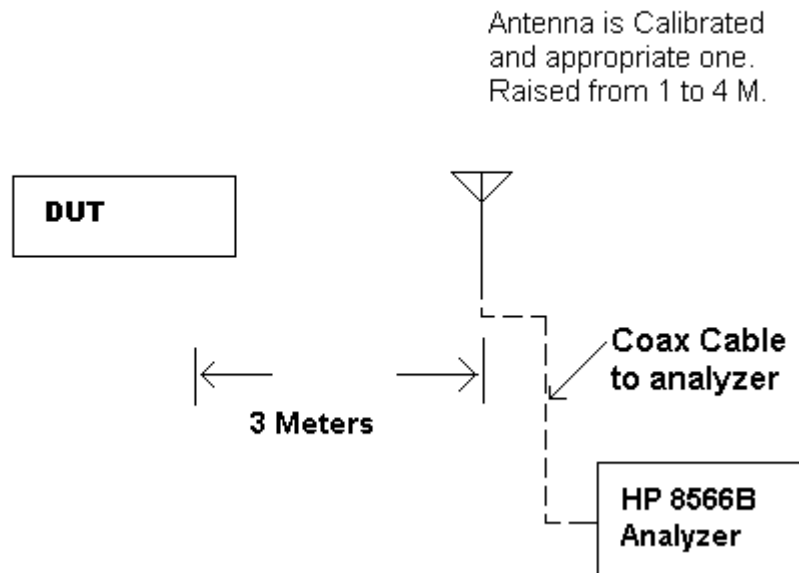 Antenna is Calibrated
and appropriate one.
Raised from 1 to 4 M.
DUT
Coax Cable
to analyzer
3 Meters
HP 8566B
Analyzer